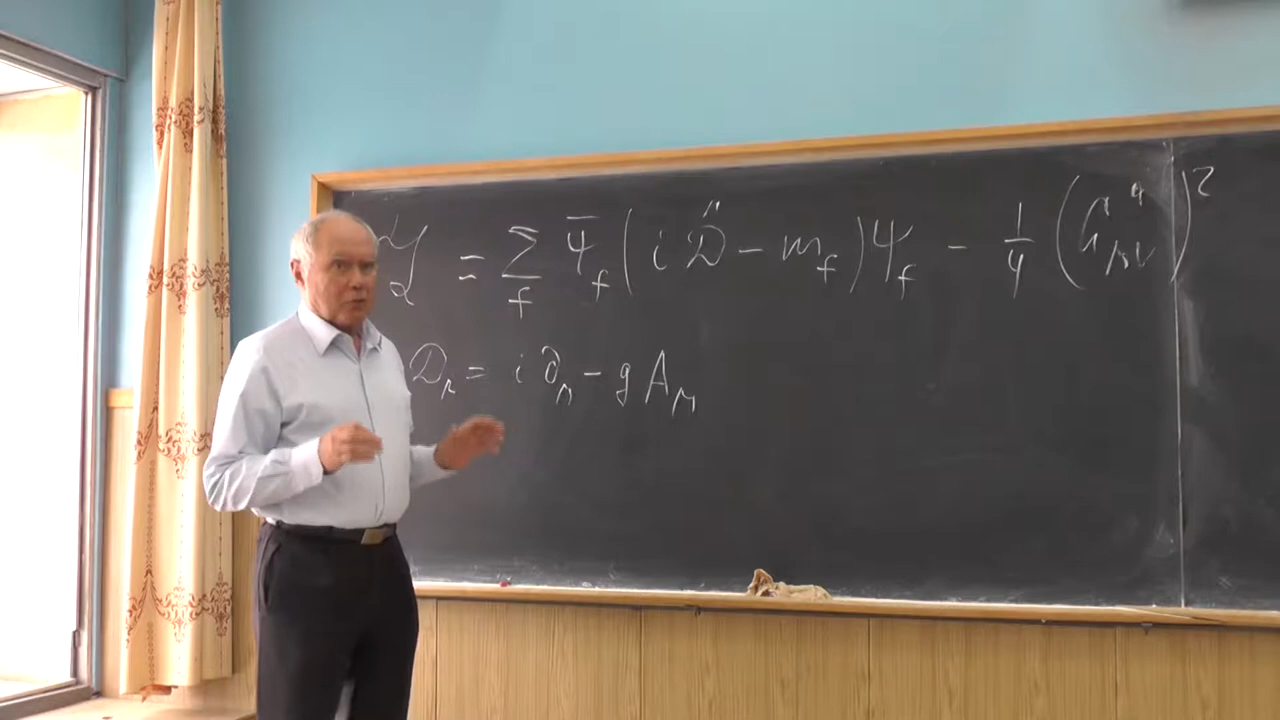 ℒ = Σ_f ψ̄_f ( i 𝒟̂ − m_f ) ψ_f − 1/4 ( G^a_μν )^2
𝒟_μ = i ∂_μ − g A_μ